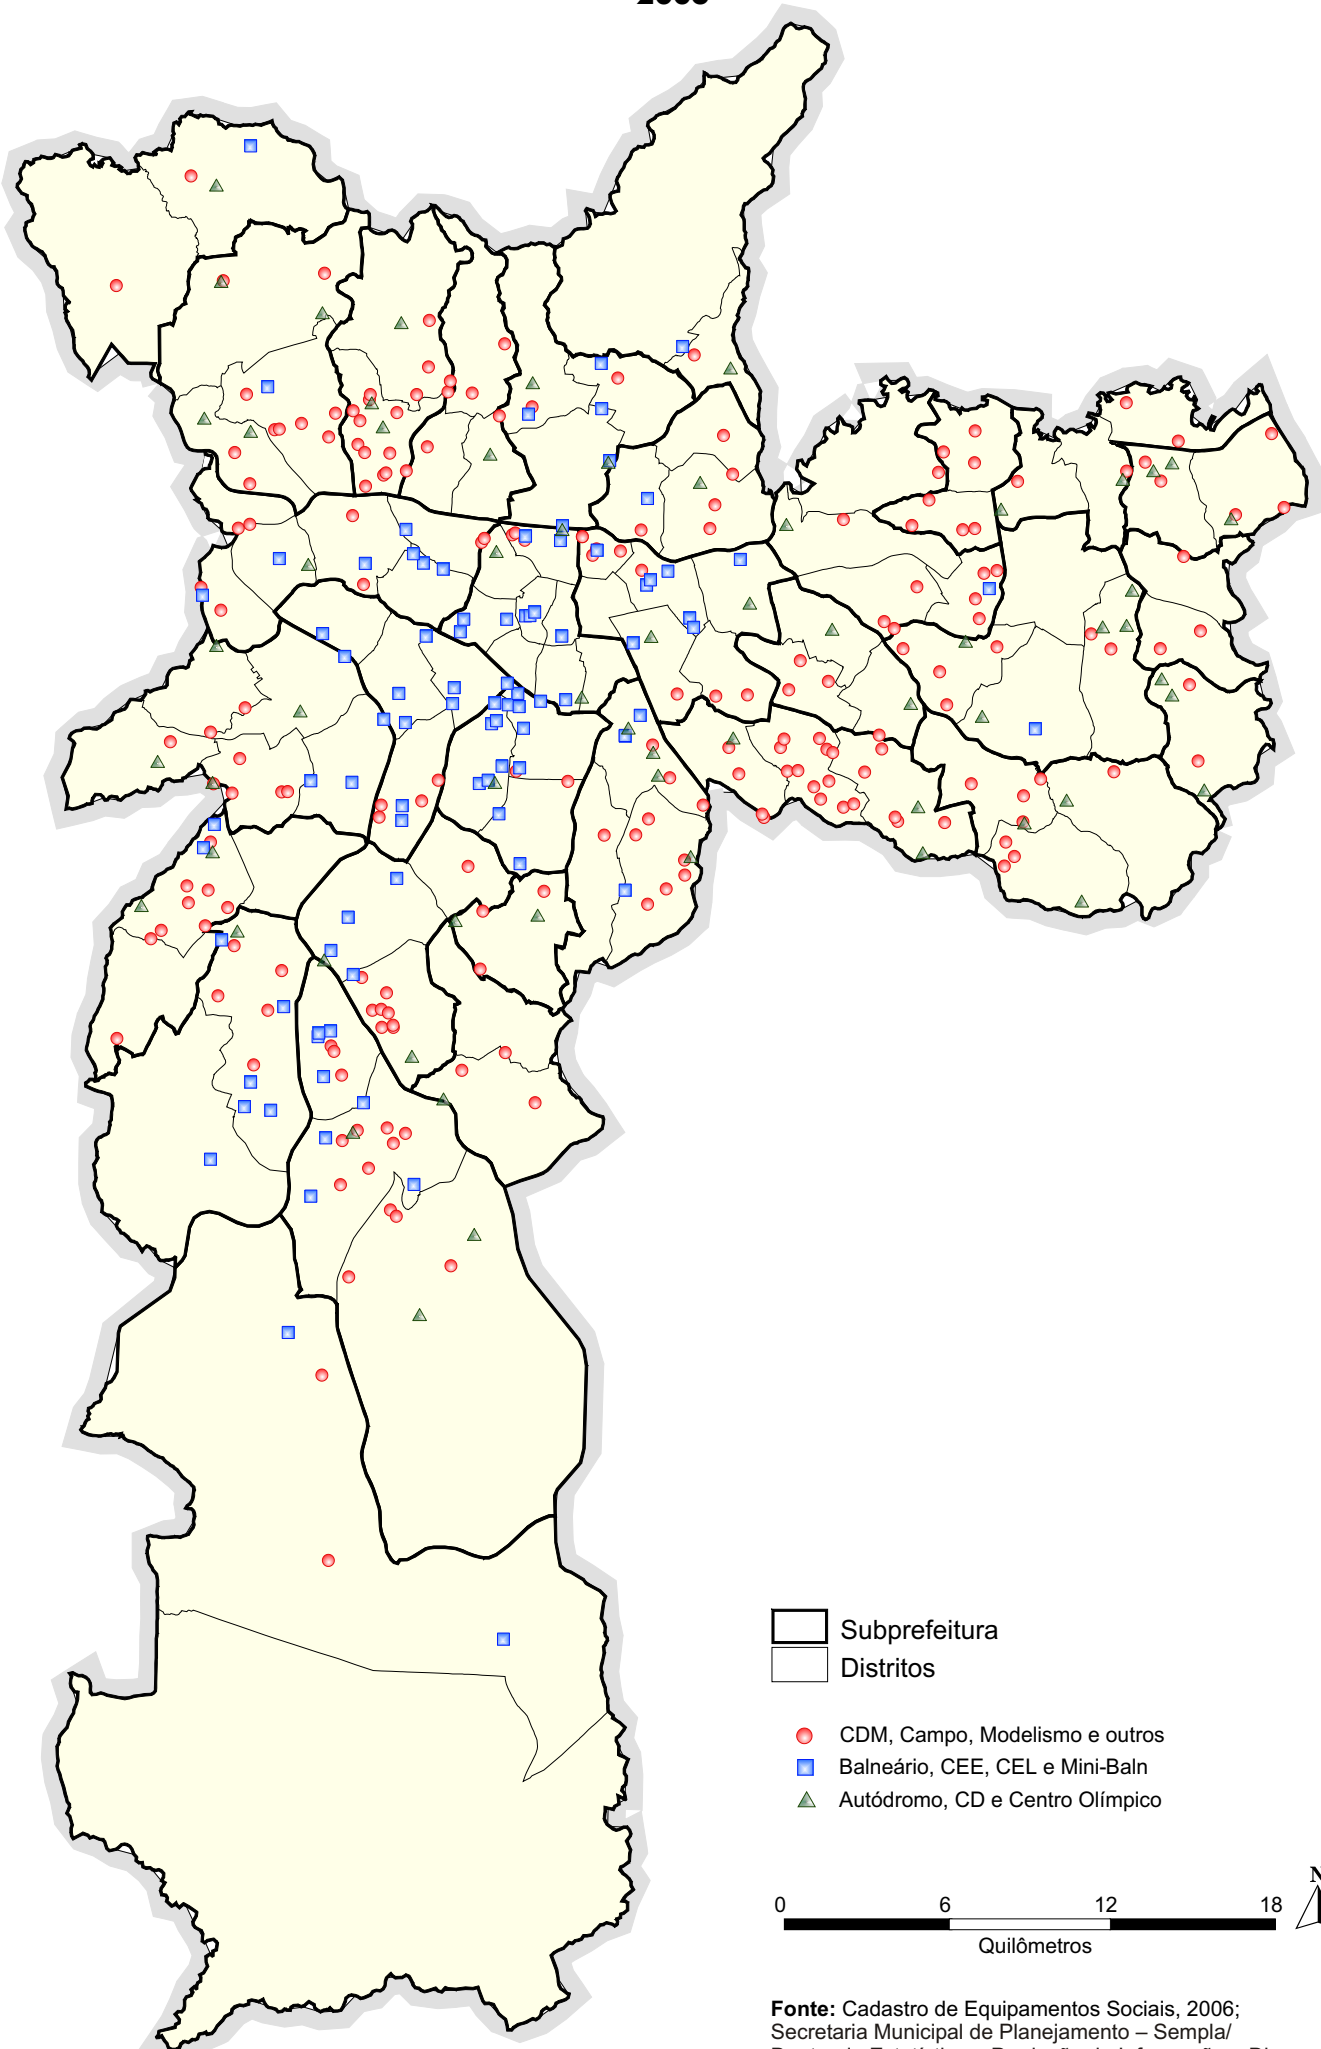 Subprefeitura
Distritos
CDM, Campo, Modelismo e outros
Balneário, CEE, CEL e Mini-Baln
Autódromo, CD e Centro Olímpico
0 6 12 18
N
Quilômetros
Fonte: Cadastro de Equipamentos Sociais, 2006;
Secretaria Municipal de Planejamento – Sempla/